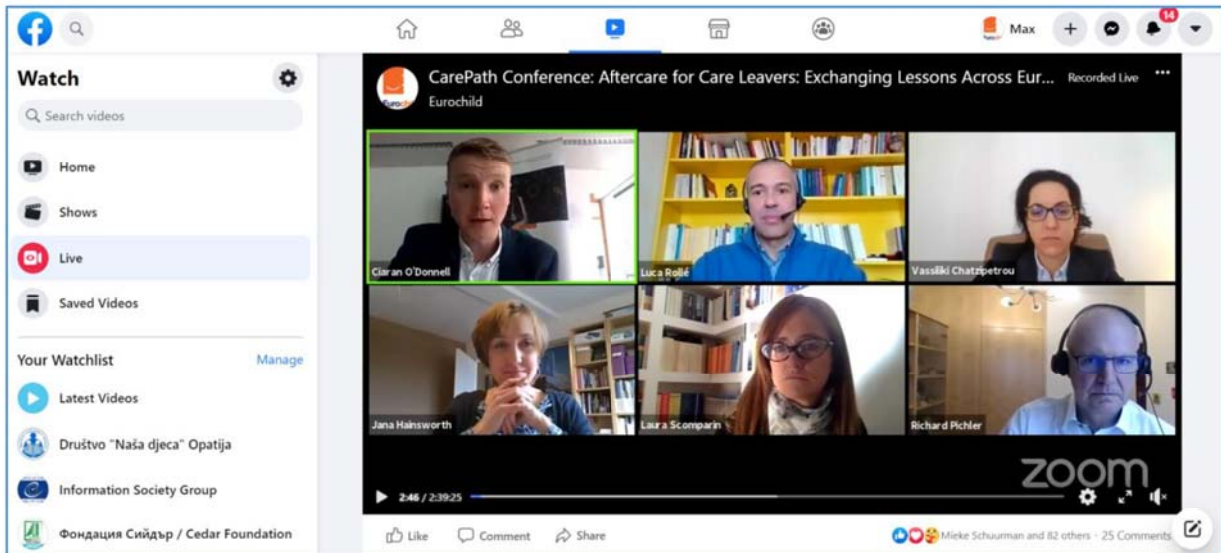 14
Max
Watch
Search videos
Home
Shows
Live
Saved Videos
Your Watchlist
Manage
Latest Videos
Društvo "Naša djeca" Opatija
Information Society Group
Фондация Сийдър / Cedar Foundation
CarePath Conference: Aftercare for Care Leavers: Exchanging Lessons Across Eur...
Recorded Live
Eurochild
Ciaran O'Donnell
Luca Rollè
Vassiliki Chatzipetrou
Jana Hainsworth
Laura Scomparin
Richard Pichler
zoom
2:46 / 2:39:25
Like
Comment
Share
Mieke Schuurman and 82 others · 25 Comments